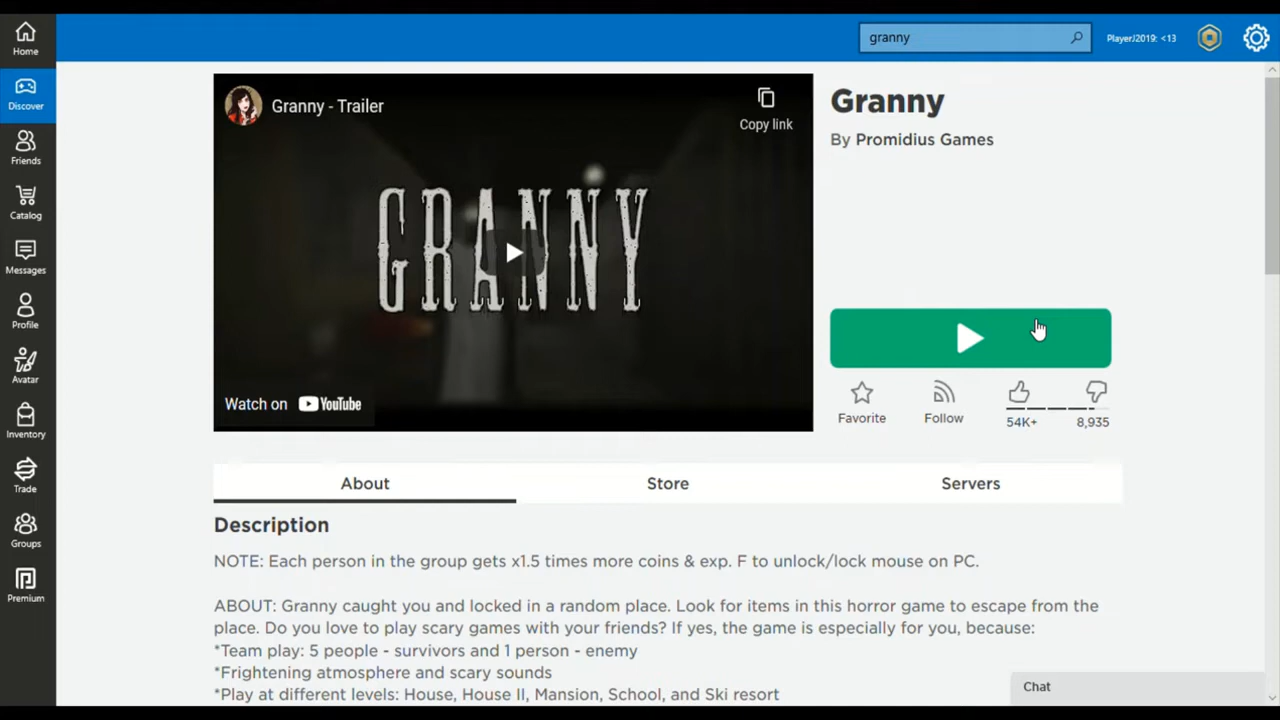 Home
Discover
Friends
Catalog
Messages
Profile
Avatar
Inventory
Trade
Groups
Premium
granny
PlayerJ2019: <13
Granny - Trailer
Copy link
GRANNY
Watch on YouTube
Granny
By Promidius Games
Favorite
Follow
54K+
8,935
About
Store
Servers
Description
NOTE: Each person in the group gets x1.5 times more coins & exp. F to unlock/lock mouse on PC.
ABOUT: Granny caught you and locked in a random place. Look for items in this horror game to escape from the
place. Do you love to play scary games with your friends? If yes, the game is especially for you, because:
*Team play: 5 people - survivors and 1 person - enemy
*Frightening atmosphere and scary sounds
*Play at different levels: House, House II, Mansion, School, and Ski resort
Chat